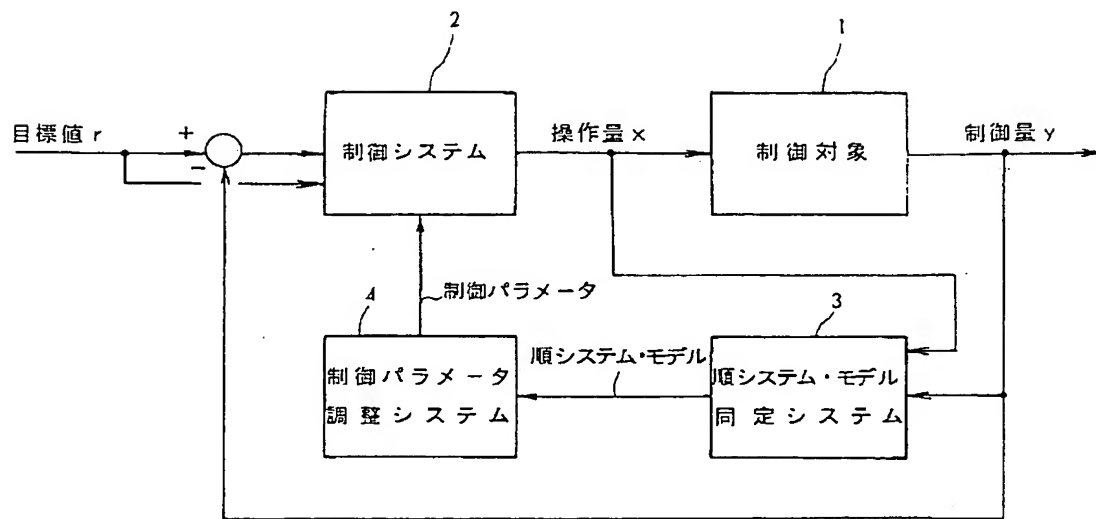 2
1
目標値 r
+
-
制御システム
操作量 x
制御対象
制御量 y
制御パラメータ
4
3
順システム・モデル
制御パラメータ
調整システム
順システム・モデル
同定システム